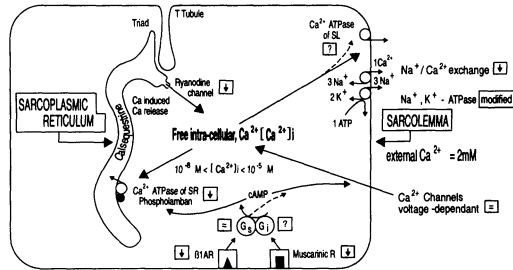 T Tubule
Triad
Ca2+ ATPase
of SL
?
1Ca2+
3 Na+
3 Na+
Na+/Ca2+ exchange ↓
2 K+
Na+, K+ - ATPase modified
1 ATP
Ryanodine
channel ↓
Ca induced
Ca release
SARCOPLASMIC
RETICULUM
Calsequestrine
SARCOLEMMA
Free intra-cellular, Ca2+ [Ca2+]i
external Ca2+ = 2mM
10-8 M < [Ca2+]i < 10-5 M
Ca2+ ATPase of SR ↓
Phospholamban
cAMP
Ca2+ Channels
voltage-dependant =
= Gs Gi ?
↓ ß1AR
Muscarinic R ↓